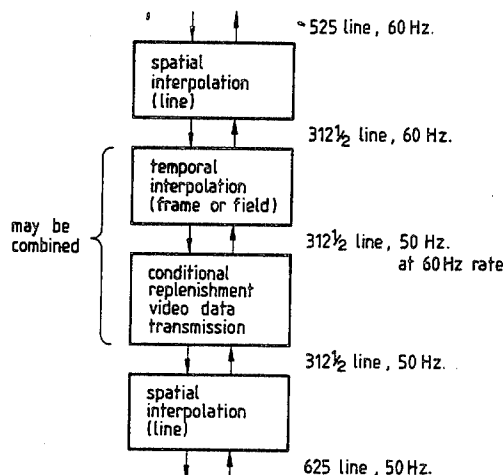 525 line, 60 Hz.
spatial
interpolation
(line)
312½ line, 60 Hz.
temporal
interpolation
(frame or field)
may be
combined
312½ line, 50 Hz.
at 60Hz rate
conditional
replenishment
video data
transmission
312½ line, 50 Hz.
spatial
interpolation
(line)
625 line, 50Hz.